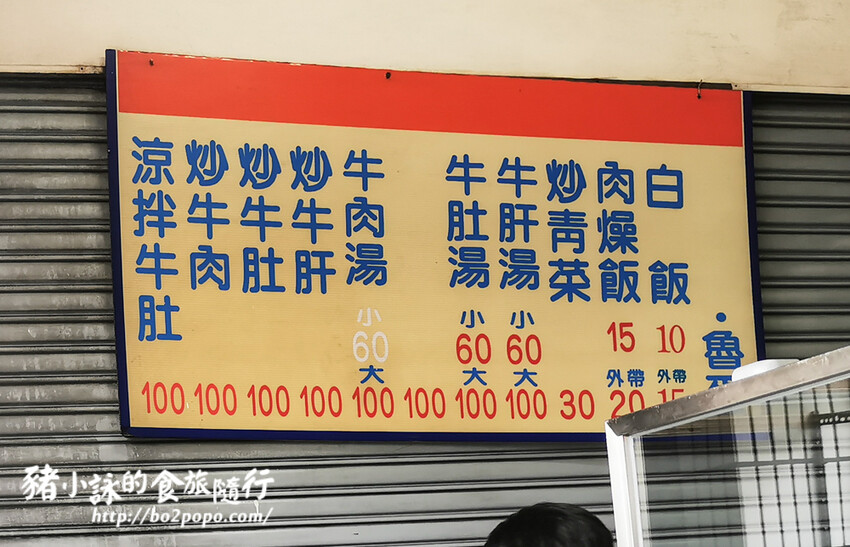 白飯
10
外帶
15
肉燥飯
15
外帶
20
炒青菜
30
牛肝湯
小
60
大
100
牛肚湯
小
60
大
100
100
牛肉湯
小
60
大
100
炒牛肝
100
炒牛肚
100
炒牛肉
100
涼拌牛肚
100
·魯
豬小詠的食旅隨行
http://bo2popo.com/